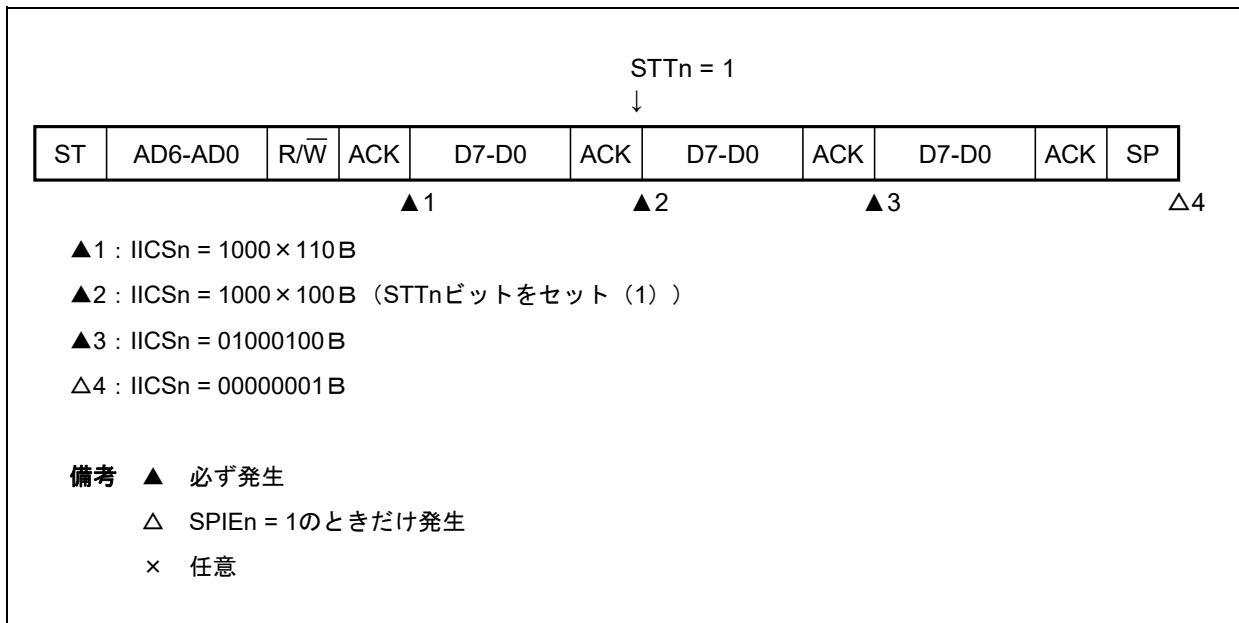 STTn = 1
↓
ST AD6-AD0 R/W̅ ACK D7-D0 ACK D7-D0 ACK D7-D0 ACK SP
▲1 ▲2 ▲3 △4
▲1：IICSn = 1000×110Ｂ
▲2：IICSn = 1000×100Ｂ（STTnビットをセット（1））
▲3：IICSn = 01000100Ｂ
△4：IICSn = 00000001Ｂ
備考 ▲ 必ず発生
△ SPIEn = 1のときだけ発生
× 任意